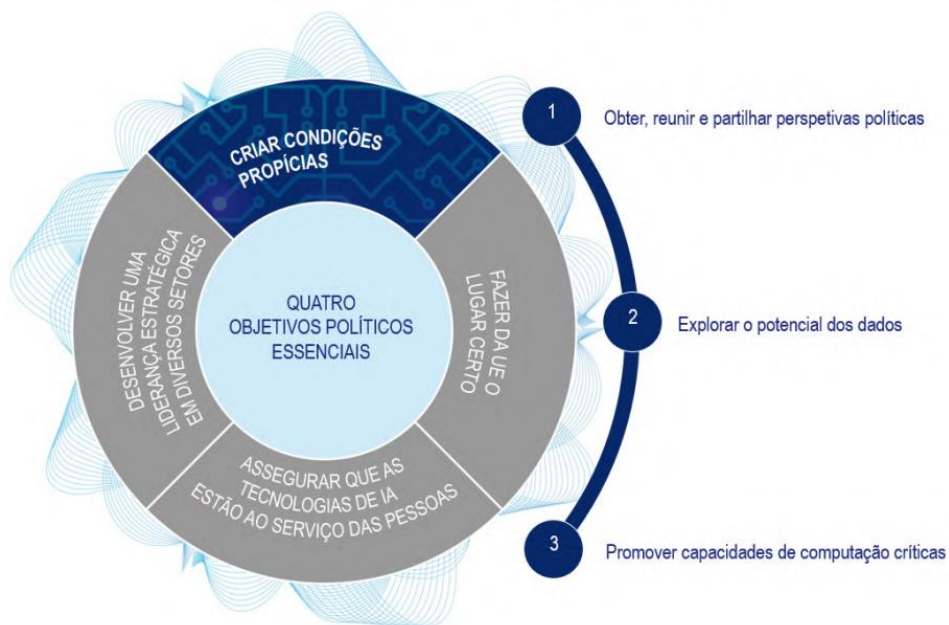 CRIAR CONDIÇÕES
PROPÍCIAS
FAZER DA UE O
LUGAR CERTO
ASSEGURAR QUE AS
TECNOLOGIAS DE IA
ESTÃO AO SERVIÇO DAS PESSOAS
DESENVOLVER UMA
LIDERANÇA ESTRATÉGICA
EM DIVERSOS SETORES
QUATRO
OBJETIVOS POLÍTICOS
ESSENCIAIS
1
Obter, reunir e partilhar perspetivas políticas
2
Explorar o potencial dos dados
3
Promover capacidades de computação críticas